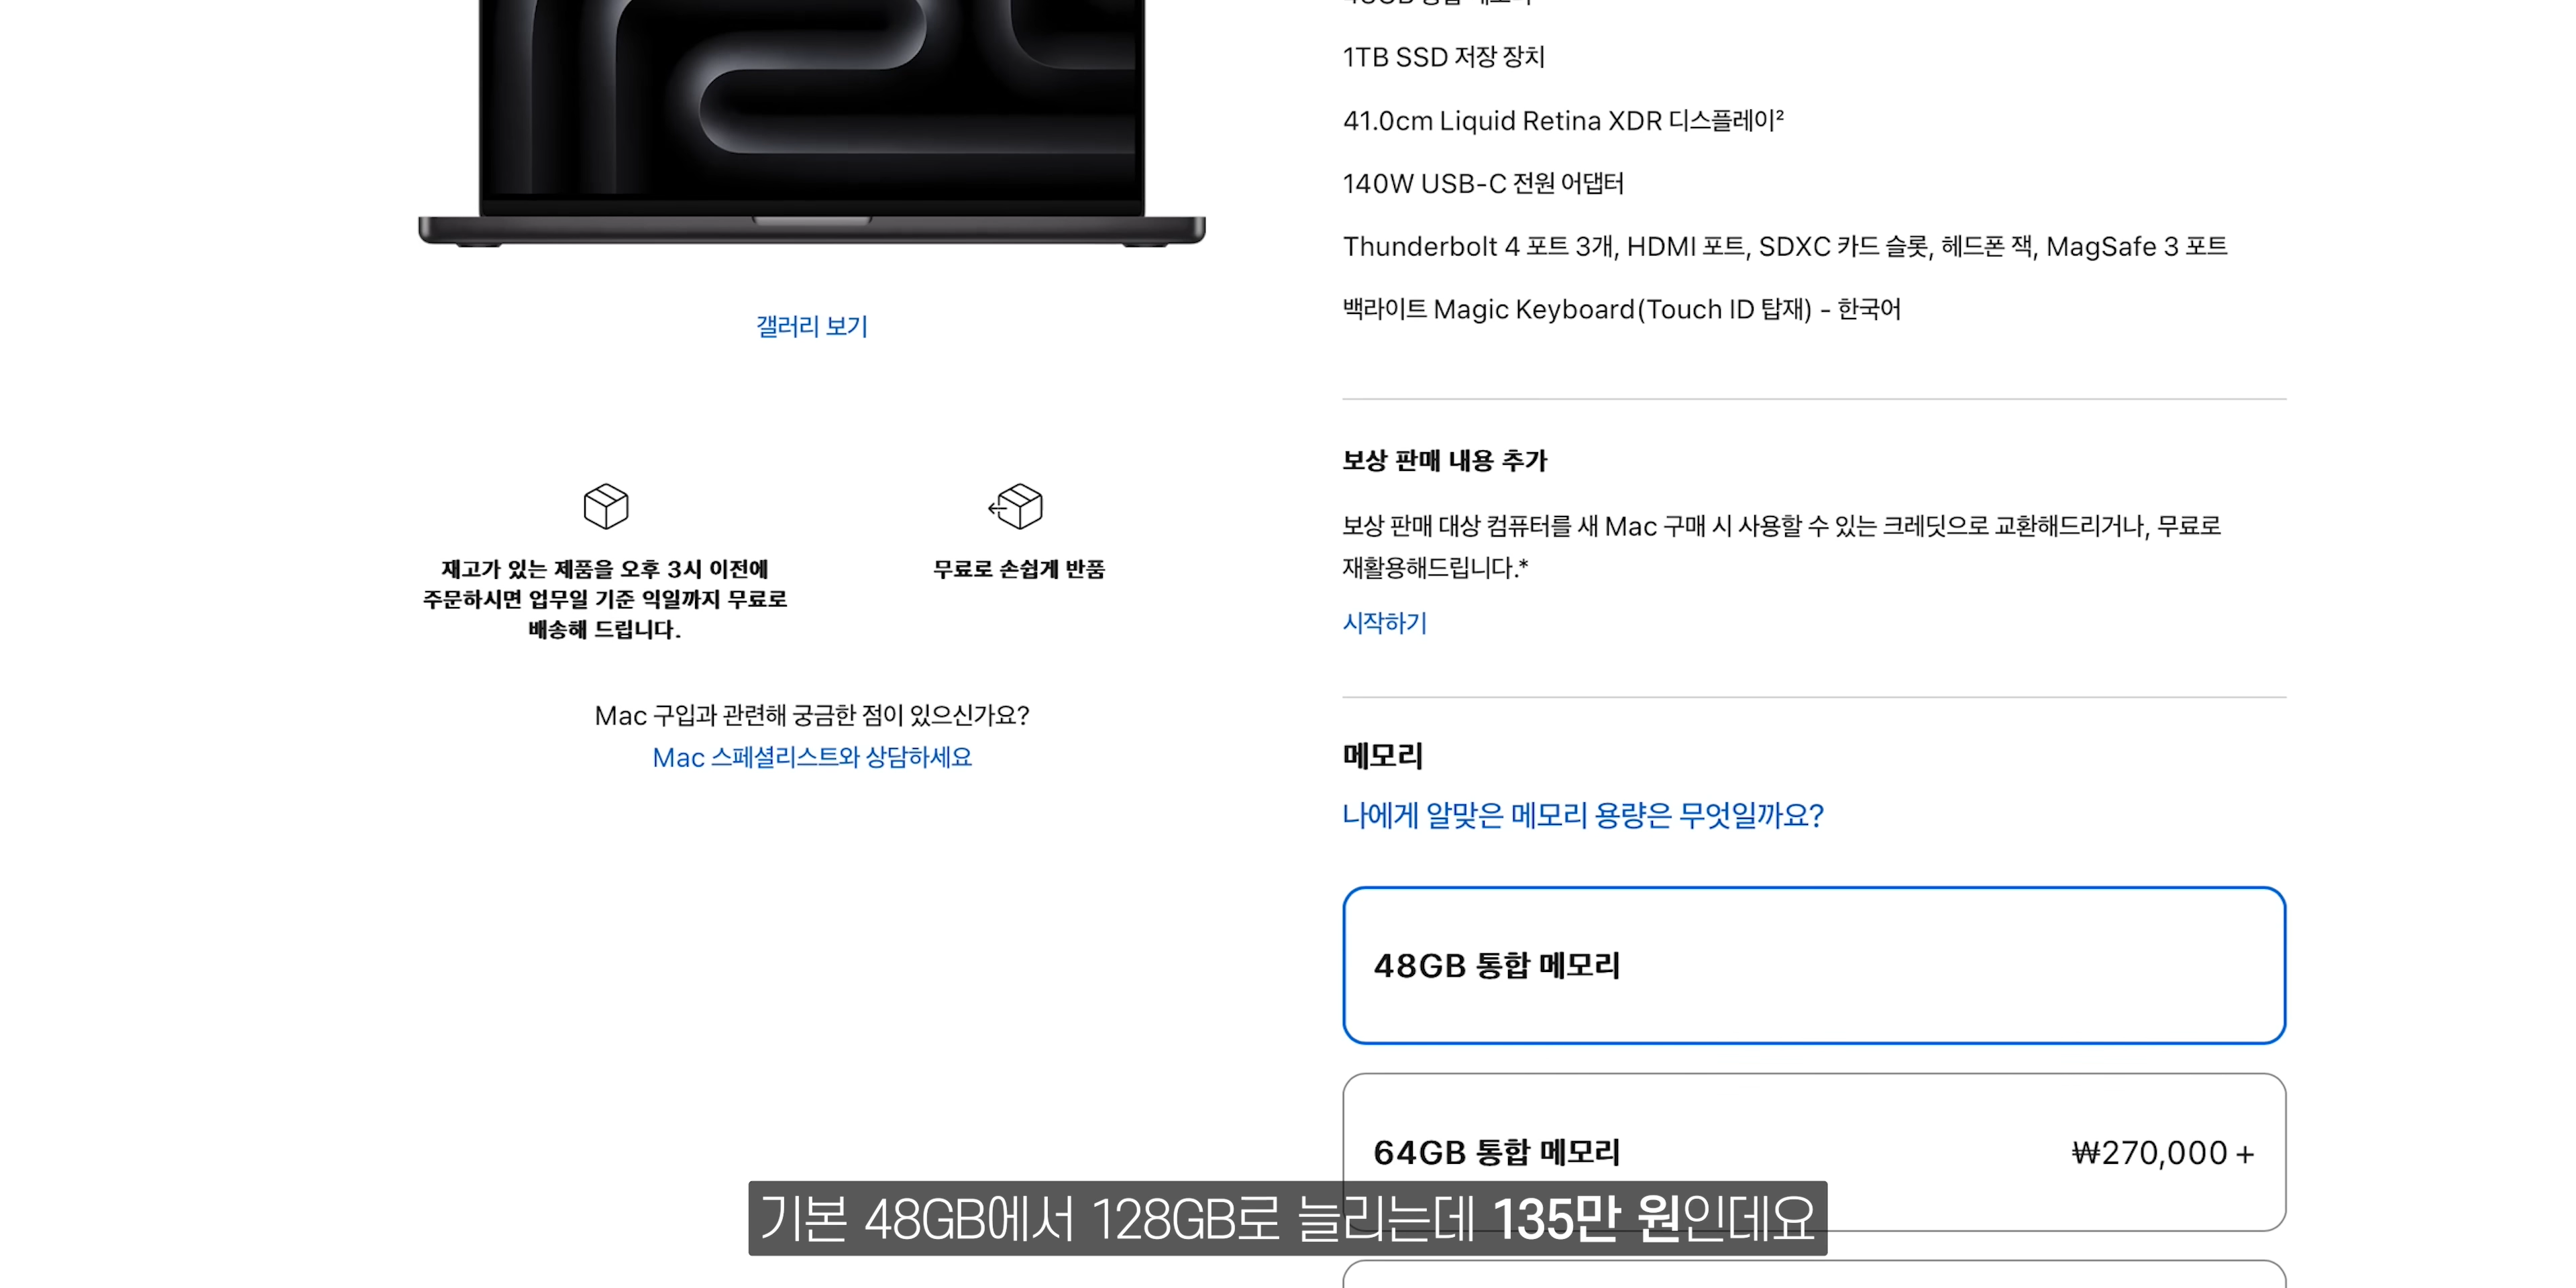 1TB SSD 저장 장치
41.0cm Liquid Retina XDR 디스플레이²
140W USB-C 전원 어댑터
Thunderbolt 4 포트 3개, HDMI 포트, SDXC 카드 슬롯, 헤드폰 잭, MagSafe 3 포트
백라이트 Magic Keyboard(Touch ID 탑재) - 한국어
갤러리 보기
재고가 있는 제품을 오후 3시 이전에
주문하시면 업무일 기준 익일까지 무료로
배송해 드립니다.
무료로 손쉽게 반품
Mac 구입과 관련해 궁금한 점이 있으신가요?
Mac 스페셜리스트와 상담하세요
보상 판매 내용 추가
보상 판매 대상 컴퓨터를 새 Mac 구매 시 사용할 수 있는 크레딧으로 교환해드리거나, 무료로
재활용해드립니다.*
시작하기
메모리
나에게 알맞은 메모리 용량은 무엇일까요?
48GB 통합 메모리
64GB 통합 메모리
₩270,000 +
기본 48GB에서 128GB로 늘리는데 135만 원인데요